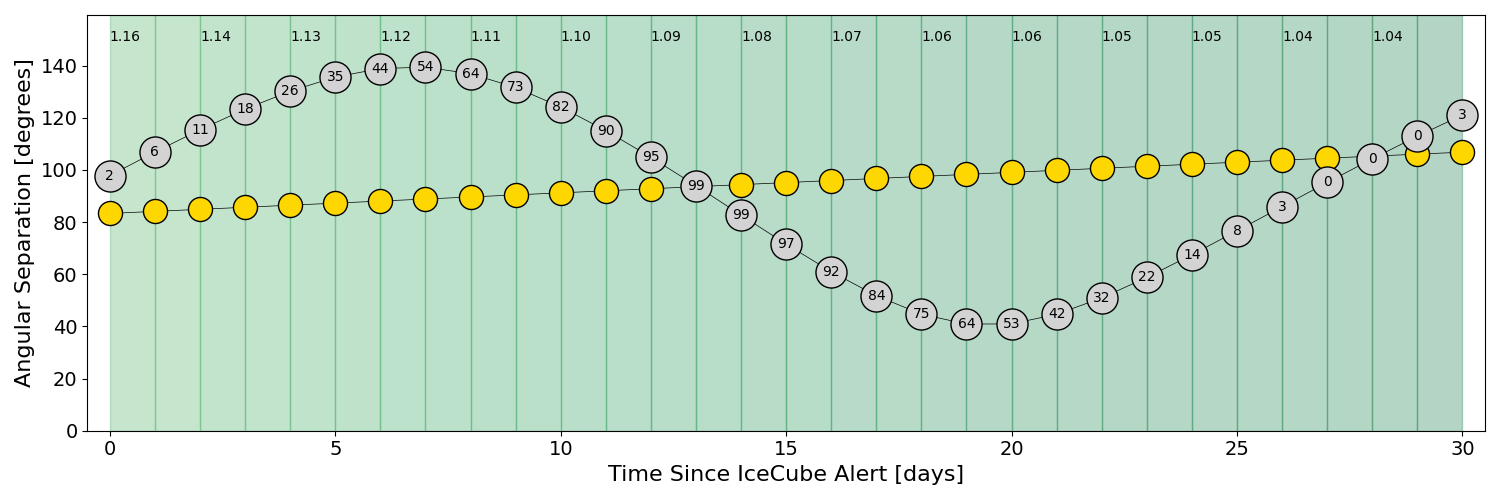 1.16 1.14 1.13 1.12 1.11 1.10 1.09 1.08 1.07 1.06 1.06 1.05 1.05 1.04 1.04
Angular Separation [degrees]
140
120
100
80
60
40
20
0
2 6 11 18 26 35 44 54 64 73 82 90 95 99 99 97 92 84 75 64 53 42 32 22 14 8 3 0 0 0 3
0 5 10 15 20 25 30
Time Since IceCube Alert [days]